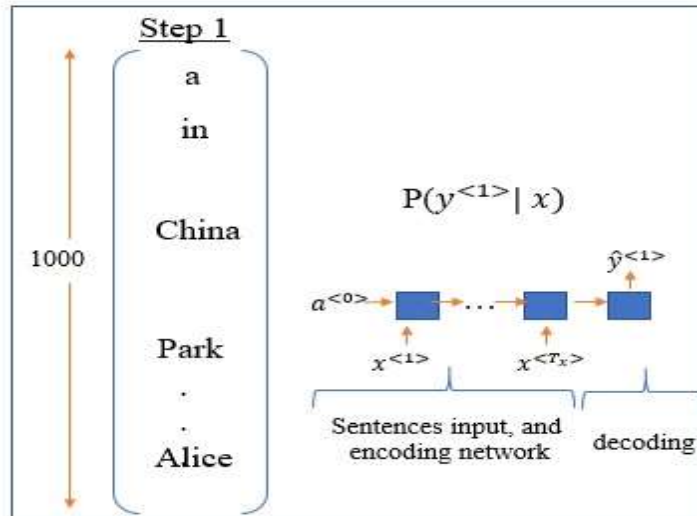 Step 1
a
in
China
1000
Park
.
.
Alice
P(y<1>| x)
ŷ<1>
a<0>
...
x<1>
x<Tx>
Sentences input, and
encoding network
decoding